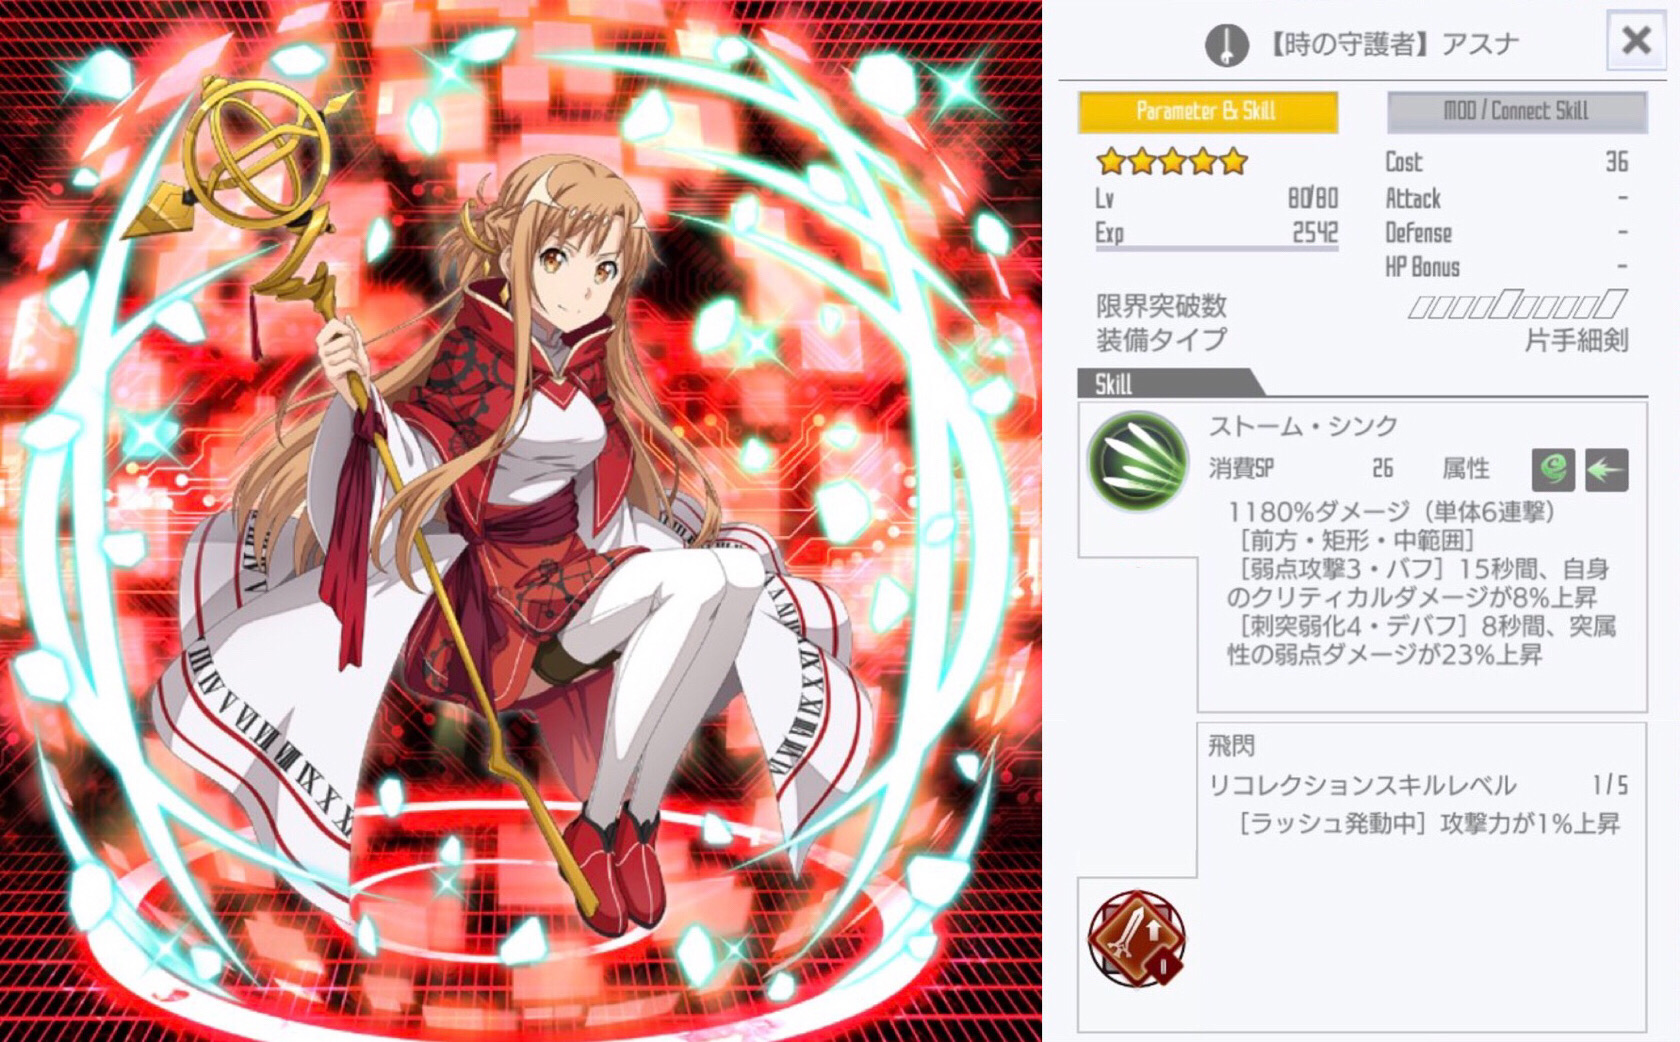 【時の守護者】アスナ
Parameter & Skill
MOD / Connect Skill
Cost 36
Lv 80/80
Attack -
Exp 2542
Defense -
HP Bonus -
限界突破数
装備タイプ 片手細剣
Skill
ストーム・シンク
消費SP 26 属性
1180%ダメージ（単体6連撃）
［前方・矩形・中範囲］
［弱点攻撃3・バフ］15秒間、自身
のクリティカルダメージが8%上昇
［刺突弱化4・デバフ］8秒間、突属
性の弱点ダメージが23%上昇
飛閃
リコレクションスキルレベル 1/5
［ラッシュ発動中］攻撃力が1%上昇
I
III IV V VI VII VIII IX X X